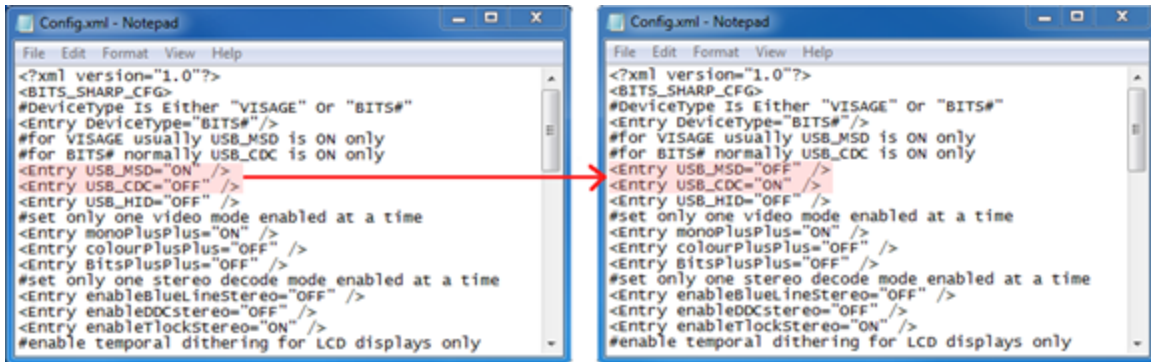 Config.xml - Notepad
File Edit Format View Help
<?xml version="1.0"?>
<BITS_SHARP_CFG>
#DeviceType Is Either "VISAGE" Or "BITS#"
<Entry DeviceType="BITS#"/>
#for VISAGE usually USB_MSD is ON only
#for BITS# normally USB_CDC is ON only
<Entry USB_MSD="ON" />
<Entry USB_CDC="OFF" />
<Entry USB_HID="OFF" />
#set only one video mode enabled at a time
<Entry monoPlusPlus="ON" />
<Entry colourPlusPlus="OFF" />
<Entry BitsPlusPlus="OFF" />
#set only one stereo decode mode enabled at a time
<Entry enableBlueLineStereo="OFF" />
<Entry enableDDCstereo="OFF" />
<Entry enableTlockStereo="ON" />
#enable temporal dithering for LCD displays only
Config.xml - Notepad
File Edit Format View Help
<?xml version="1.0"?>
<BITS_SHARP_CFG>
#DeviceType Is Either "VISAGE" Or "BITS#"
<Entry DeviceType="BITS#"/>
#for VISAGE usually USB_MSD is ON only
#for BITS# normally USB_CDC is ON only
<Entry USB_MSD="OFF" />
<Entry USB_CDC="ON" />
<Entry USB_HID="OFF" />
#set only one video mode enabled at a time
<Entry monoPlusPlus="ON" />
<Entry colourPlusPlus="OFF" />
<Entry BitsPlusPlus="OFF" />
#set only one stereo decode mode enabled at a time
<Entry enableBlueLineStereo="OFF" />
<Entry enableDDCstereo="OFF" />
<Entry enableTlockStereo="ON" />
#enable temporal dithering for LCD displays only